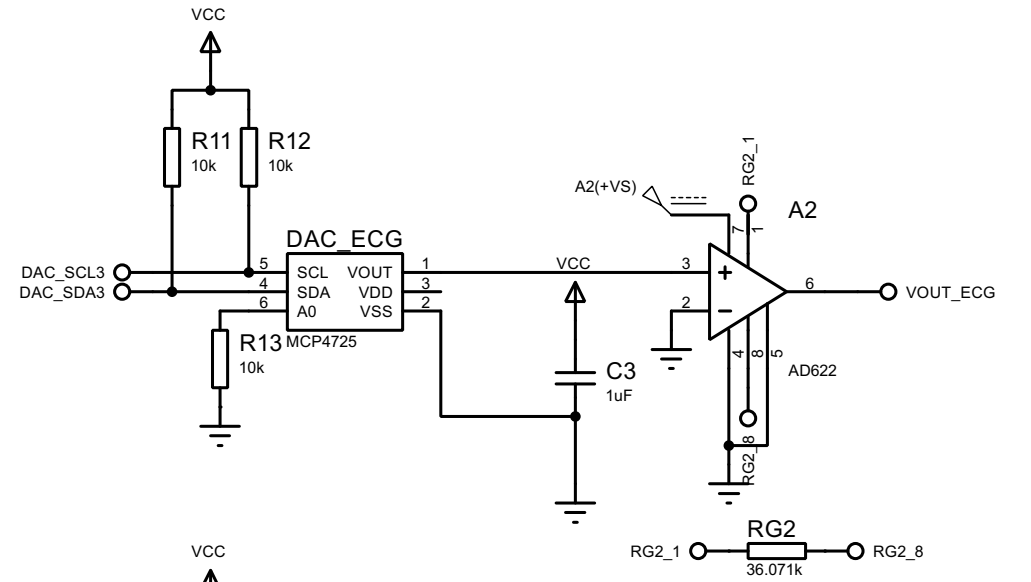 VCC
R11
10k
R12
10k
DAC_SCL3
DAC_SDA3
DAC_ECG
5
4
6
SCL
SDA
A0
VOUT
VDD
VSS
1
3
2
MCP4725
R13
10k
VCC
C3
1uF
A2(+VS)
RG2_1
7
1
A2
3
2
+
−
6
VOUT_ECG
4
8
5
AD622
RG2_8
VCC
RG2
RG2_1
RG2_8
36.071k